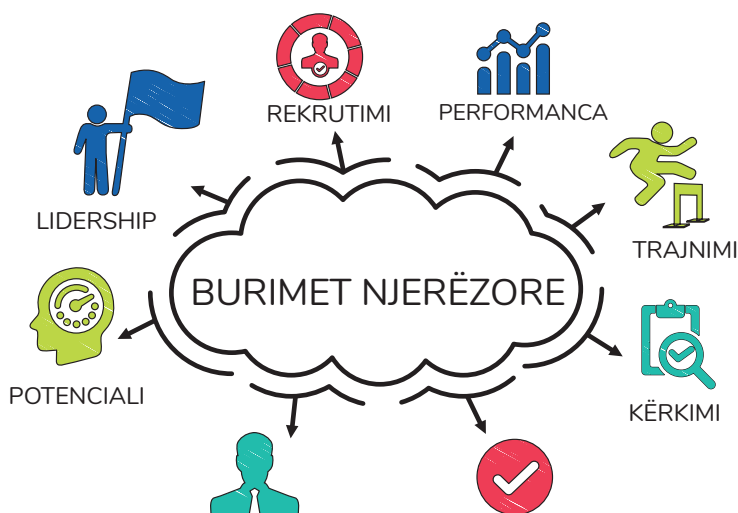 REKRUTIMI
PERFORMANCA
LIDERSHIP
TRAJNIMI
BURIMET NJERËZORE
POTENCIALI
KËRKIMI